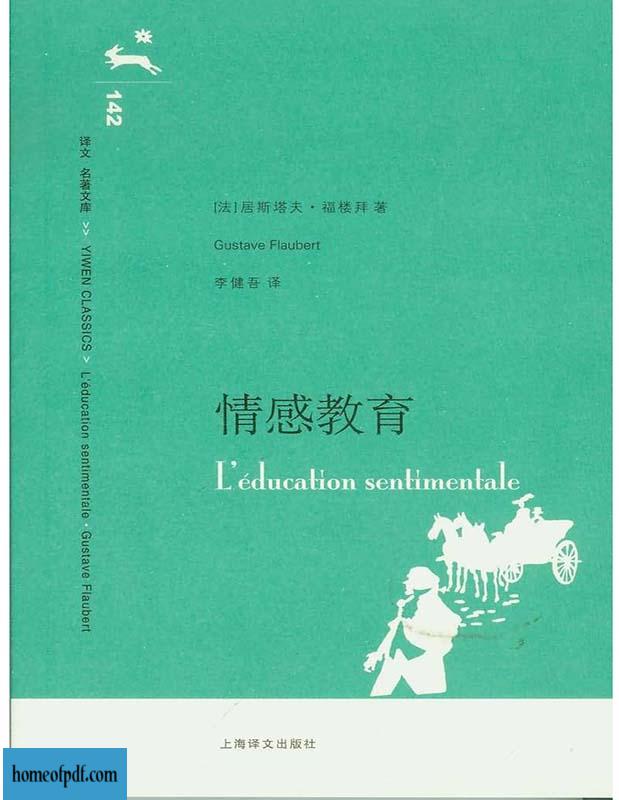 142
译文 名著文库 >> YIWEN CLASSICS > L'éducation sentimentale · Gustave Flaubert
[法]居斯塔夫·福楼拜 著
Gustave Flaubert
李健吾 译
情感教育
L'éducation sentimentale
上海译文出版社
homeofpdf.com